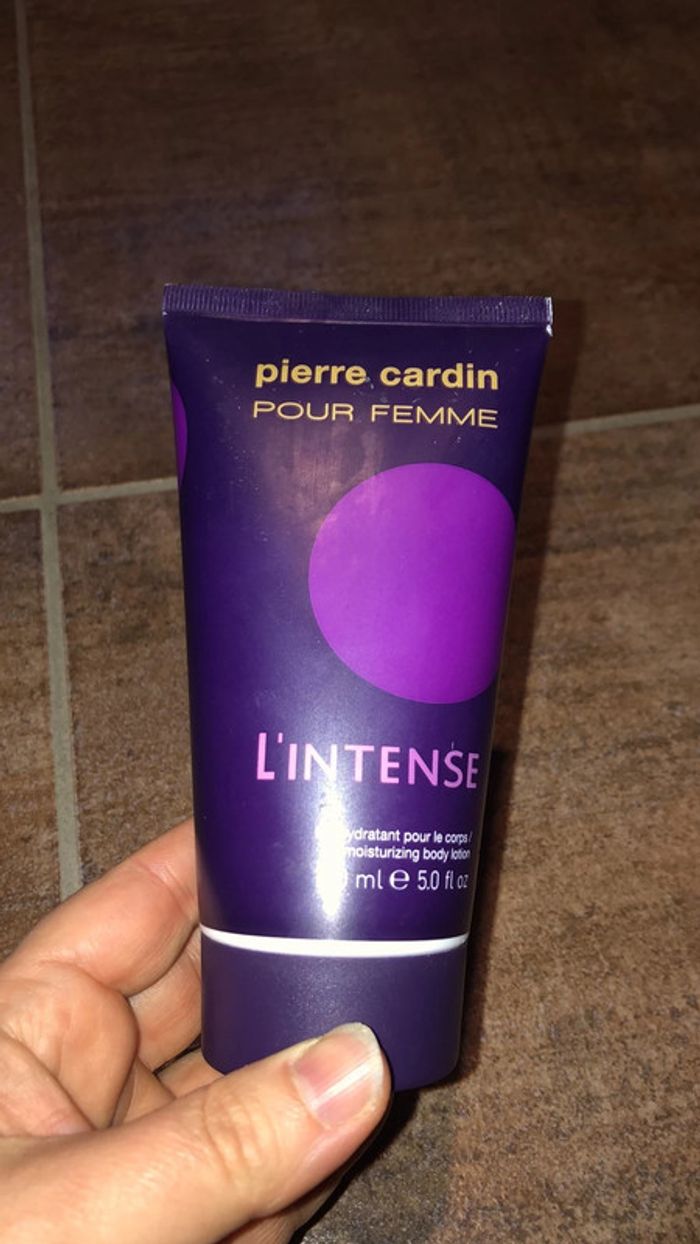 pierre cardin
POUR FEMME
L'INTENSE
pour le corps /
moisturizing body lotion
ml e 5.0 fl oz